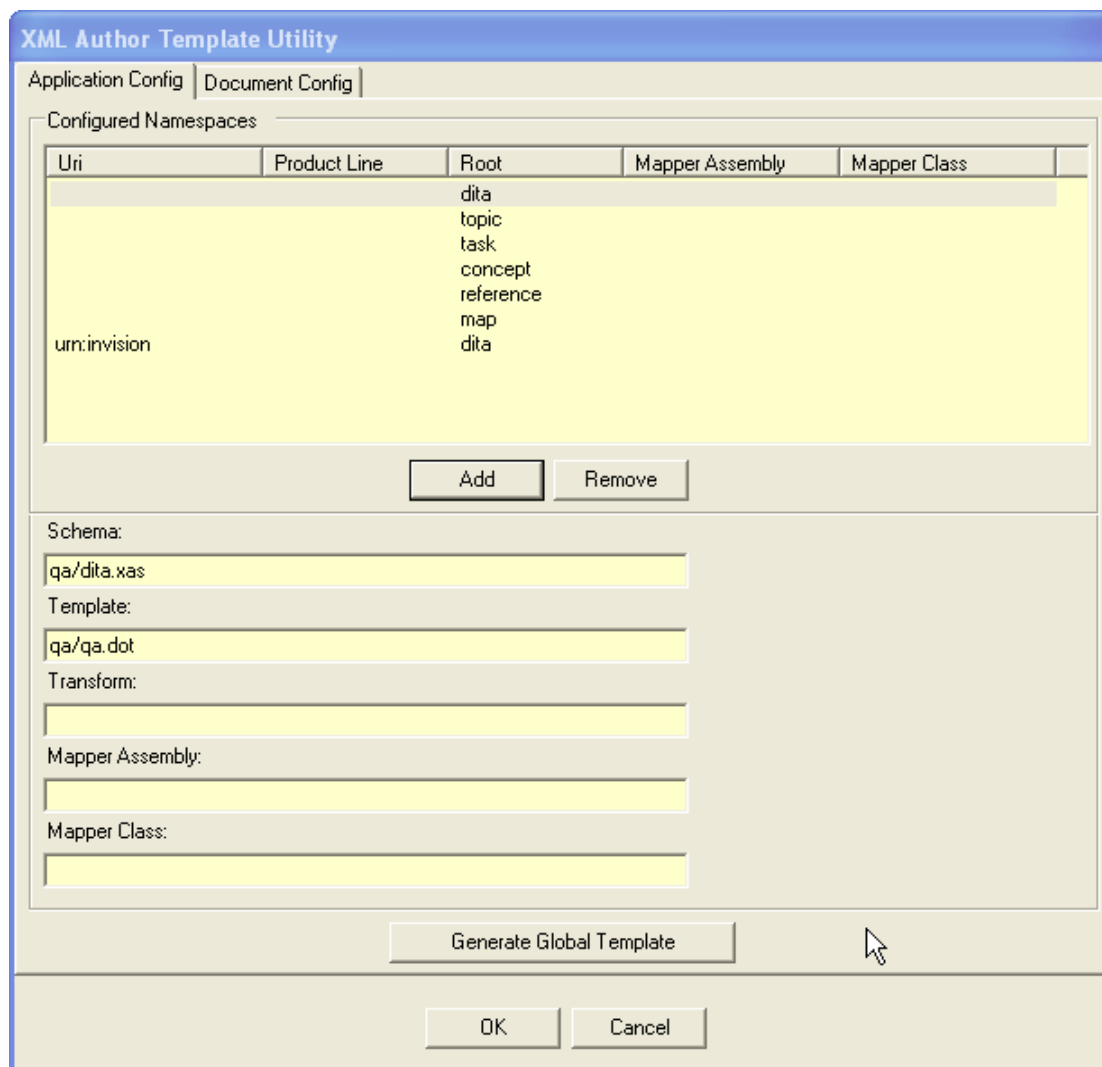 XML Author Template Utility
Application Config Document Config
Configured Namespaces
Uri Product Line Root Mapper Assembly Mapper Class
dita
topic
task
concept
reference
map
urn:invision dita
Add Remove
Schema:
qa/dita.xas
Template:
qa/qa.dot
Transform:
Mapper Assembly:
Mapper Class:
Generate Global Template
OK Cancel